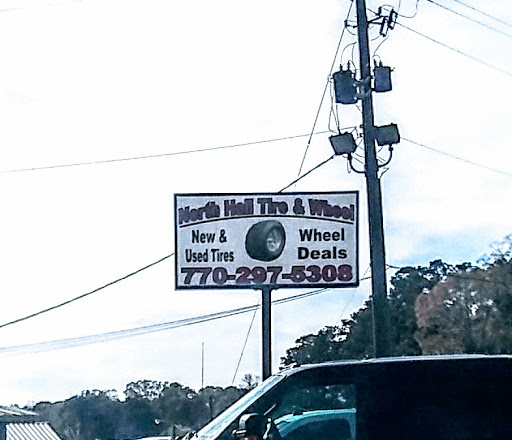 North Hall Tire & Wheel
New &
Used Tires
Wheel
Deals
770-297-5308